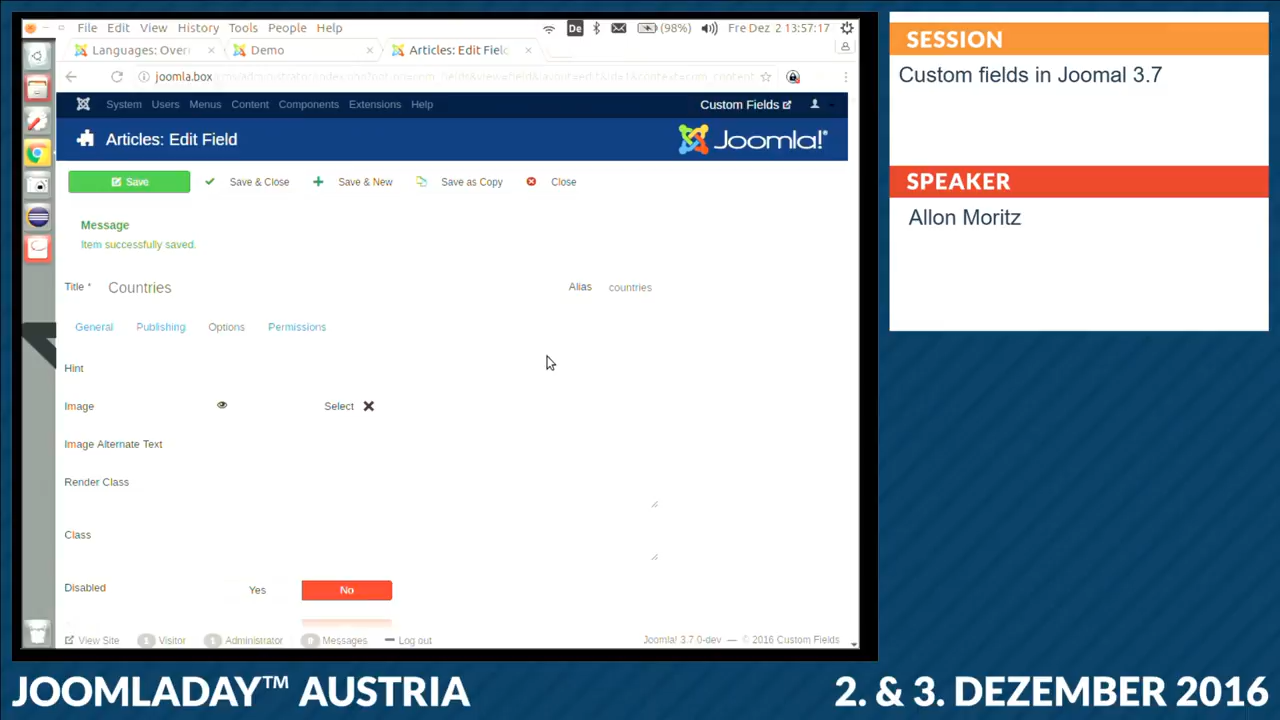 File Edit View History Tools People Help
De (98%) Fre Dez 2 13:57:17
Languages: Over
Demo
Articles: Edit Fiel
joomla.box
System Users Menus Content Components Extensions Help
Custom Fields
Articles: Edit Field
Joomla!®
Save
Save & Close
Save & New
Save as Copy
Close
Message
Item successfully saved.
Title * Countries
Alias countries
General Publishing Options Permissions
Hint
Image Select
Image Alternate Text
Render Class
Class
Disabled Yes No
View Site 1 Visitor 1 Administrator 0 Messages Log out
Joomla! 3.7.0-dev — © 2016 Custom Fields
SESSION
Custom fields in Joomal 3.7
SPEAKER
Allon Moritz
JOOMLADAY™ AUSTRIA
2. & 3. DEZEMBER 2016